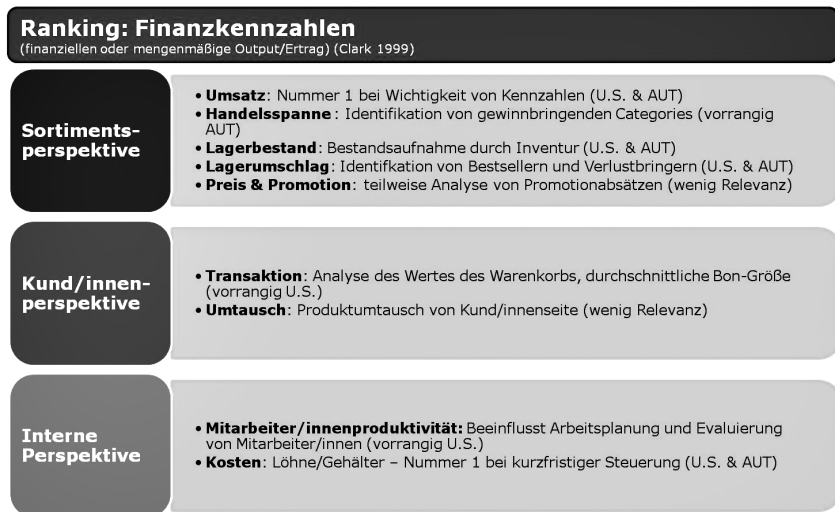 Ranking: Finanzkennzahlen
(finanziellen oder mengenmäßige Output/Ertrag) (Clark 1999)
Sortiments-
perspektive
• Umsatz: Nummer 1 bei Wichtigkeit von Kennzahlen (U.S. & AUT)
• Handelsspanne: Identifikation von gewinnbringenden Categories (vorrangig
AUT)
• Lagerbestand: Bestandsaufnahme durch Inventur (U.S. & AUT)
• Lagerumschlag: Identifkation von Bestsellern und Verlustbringern (U.S. & AUT)
• Preis & Promotion: teilweise Analyse von Promotionabsätzen (wenig Relevanz)
Kund/innen-
perspektive
• Transaktion: Analyse des Wertes des Warenkorbs, durchschnittliche Bon-Größe
(vorrangig U.S.)
• Umtausch: Produktumtausch von Kund/innenseite (wenig Relevanz)
Interne
Perspektive
• Mitarbeiter/innenproduktivität: Beeinflusst Arbeitsplanung und Evaluierung
von Mitarbeiter/innen (vorrangig U.S.)
• Kosten: Löhne/Gehälter – Nummer 1 bei kurzfristiger Steuerung (U.S. & AUT)